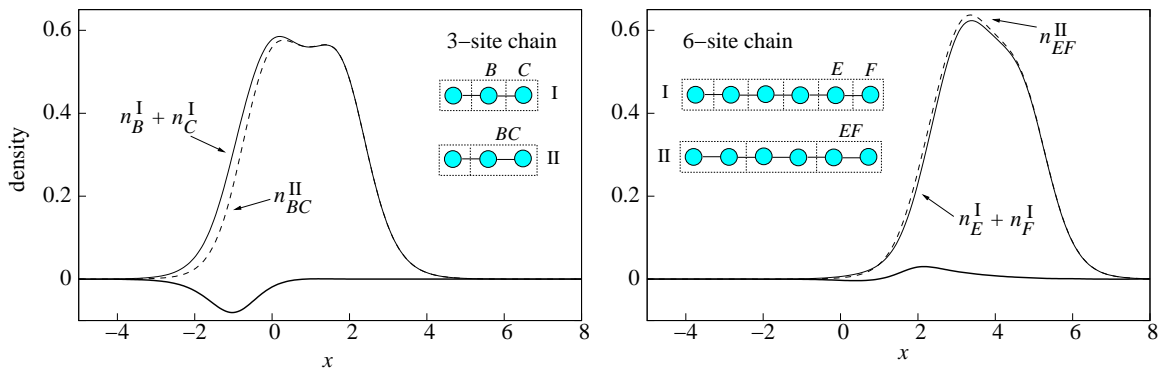 0.6
3−site chain
B C
I
n_B^I + n_C^I
0.4
BC
II
density
n_BC^II
0.2
0
−4 −2 0 2 4 6 8
x
0.6
6−site chain
n_EF^II
E F
I
0.4
EF
II
0.2
n_E^I + n_F^I
0
−4 −2 0 2 4 6 8
x